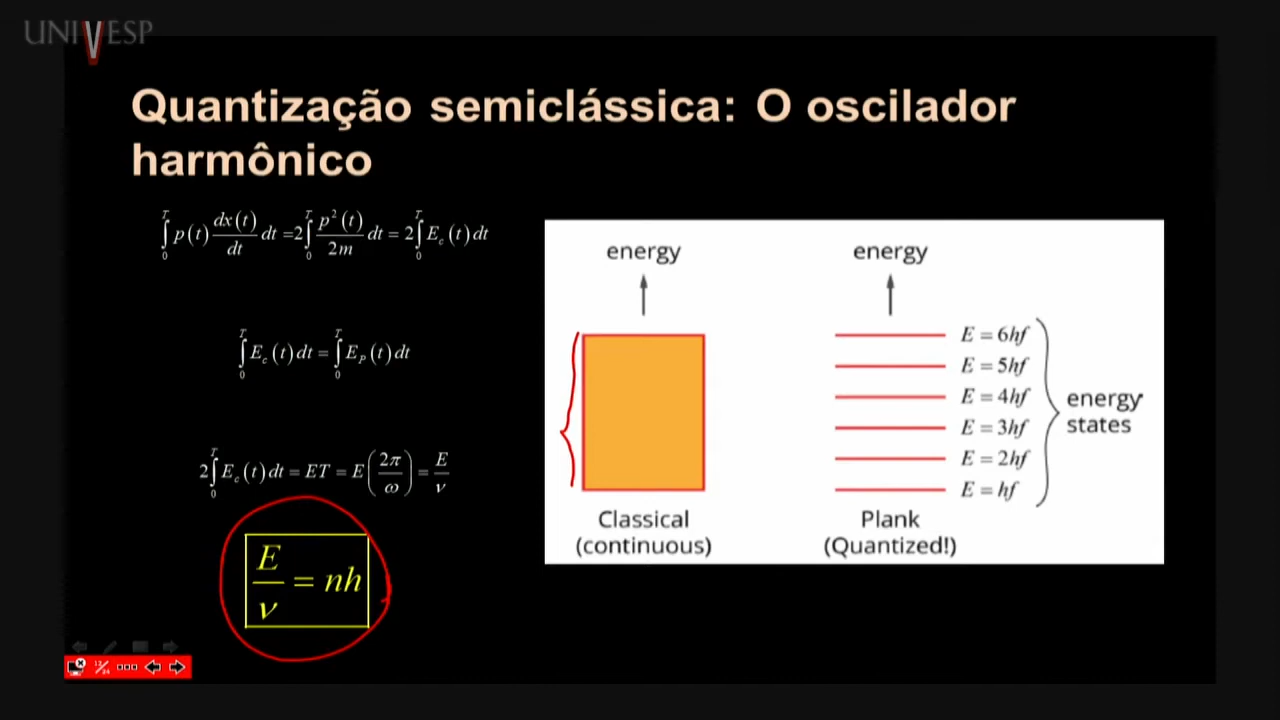 UNIVESP
Quantização semiclássica: O oscilador
harmônico
∫₀ᵀ p(t) dx(t)/dt dt =2∫₀ᵀ p²(t)/2m dt = 2∫₀ᵀ E_c(t)dt
∫₀ᵀ E_c(t)dt = ∫₀ᵀ E_P(t)dt
2∫₀ᵀ E_c(t)dt = ET = E(2π/ω) = E/ν
E/ν = nh
energy
Classical
(continuous)
energy
E = 6hf
E = 5hf
E = 4hf
E = 3hf
E = 2hf
E = hf
energy
states
Plank
(Quantized!)